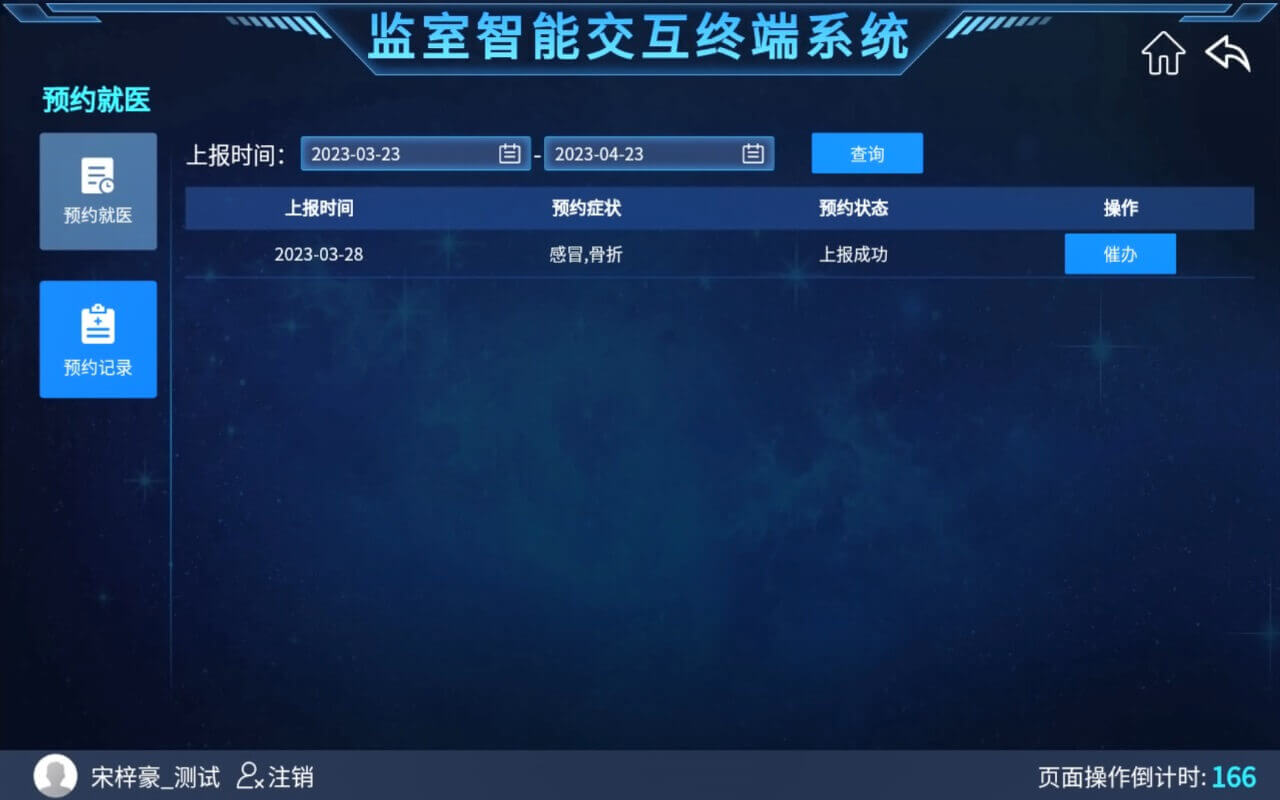 监室智能交互终端系统
预约就医
预约就医
预约记录
上报时间： 2023-03-23 - 2023-04-23 查询
上报时间 预约症状 预约状态 操作
2023-03-28 感冒,骨折 上报成功 催办
宋梓豪_测试 注销 页面操作倒计时: 166